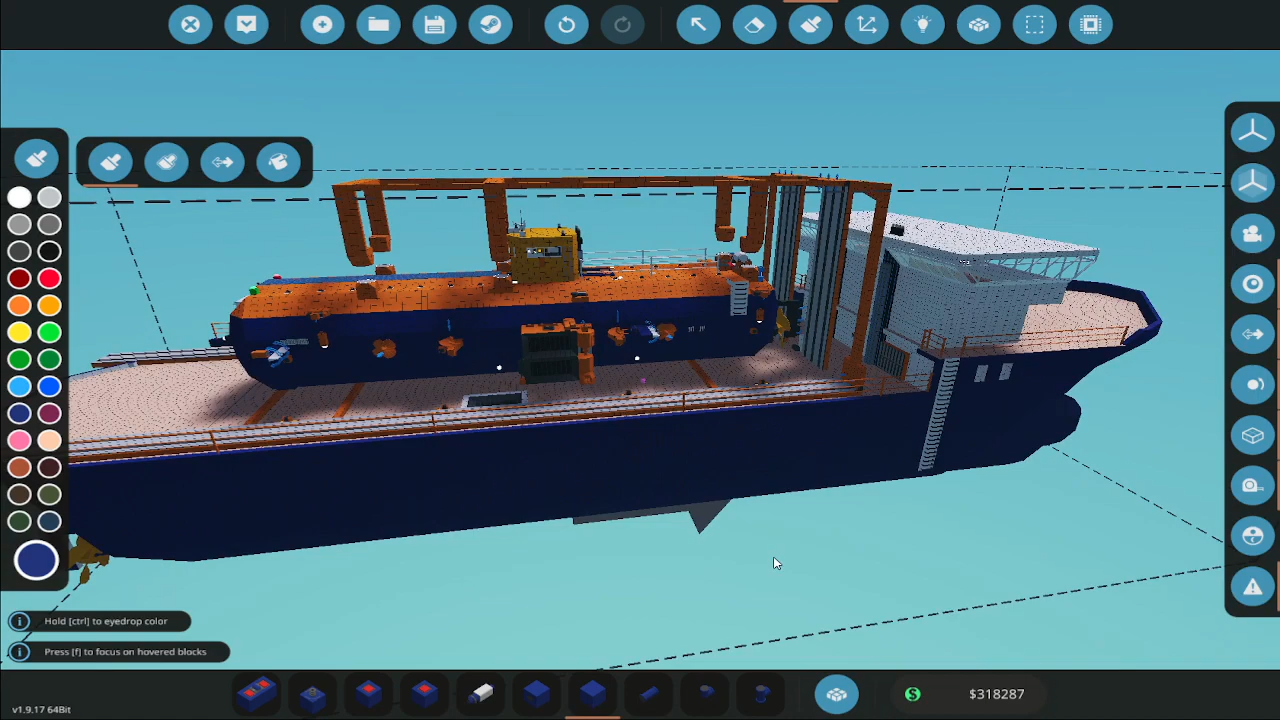 Hold [ctrl] to eyedrop color
Press [f] to focus on hovered blocks
v1.9.17 64Bit
$318287